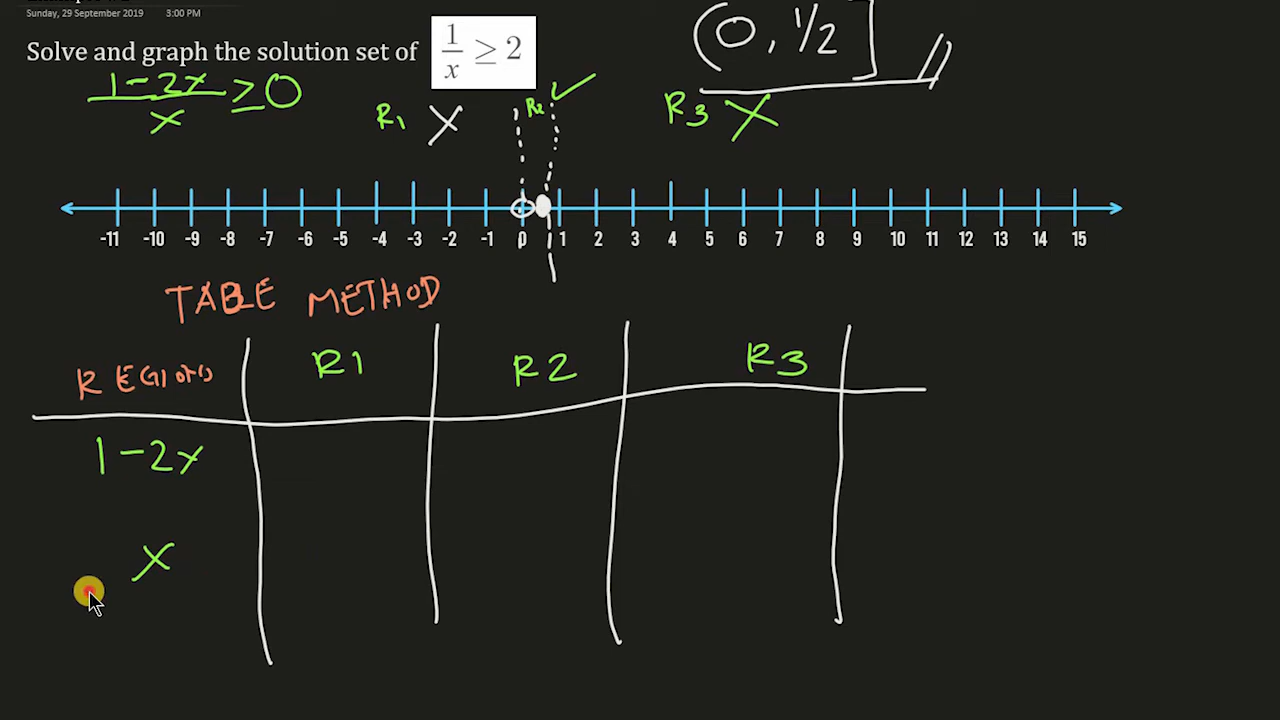 Sunday, 29 September 2019 3:00 PM
Solve and graph the solution set of 1/x ≥ 2
(0, 1/2]
1-2x/x ≥ 0
R1 X R2 ✓ R3 X
-11 -10 -9 -8 -7 -6 -5 -4 -3 -2 -1 0 1 2 3 4 5 6 7 8 9 10 11 12 13 14 15
TABLE METHOD
REGIONS R1 R2 R3
1-2x
x